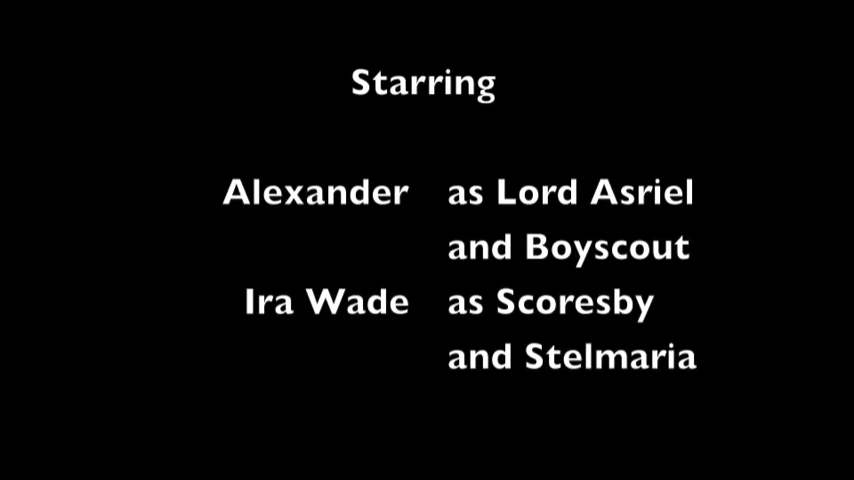 Starring
Alexander as Lord Asriel
and Boyscout
Ira Wade as Scoresby
and Stelmaria